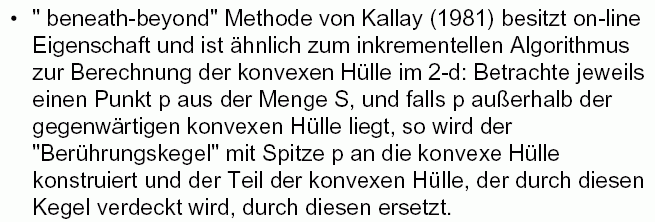 • " beneath-beyond" Methode von Kallay (1981) besitzt on-line
Eigenschaft und ist ähnlich zum inkrementellen Algorithmus
zur Berechnung der konvexen Hülle im 2-d: Betrachte jeweils
einen Punkt p aus der Menge S, und falls p außerhalb der
gegenwärtigen konvexen Hülle liegt, so wird der
"Berührungskegel" mit Spitze p an die konvexe Hülle
konstruiert und der Teil der konvexen Hülle, der durch diesen
Kegel verdeckt wird, durch diesen ersetzt.